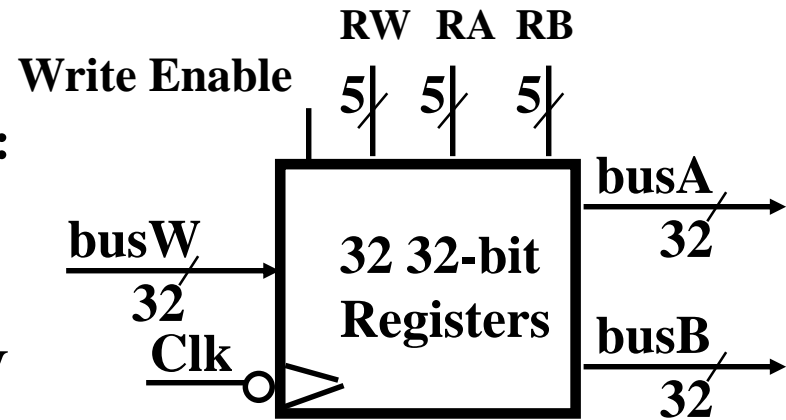 RW RA RB
Write Enable
5 5 5
:
busA
32
busW
32
32 32-bit
Registers
Clk
busB
32